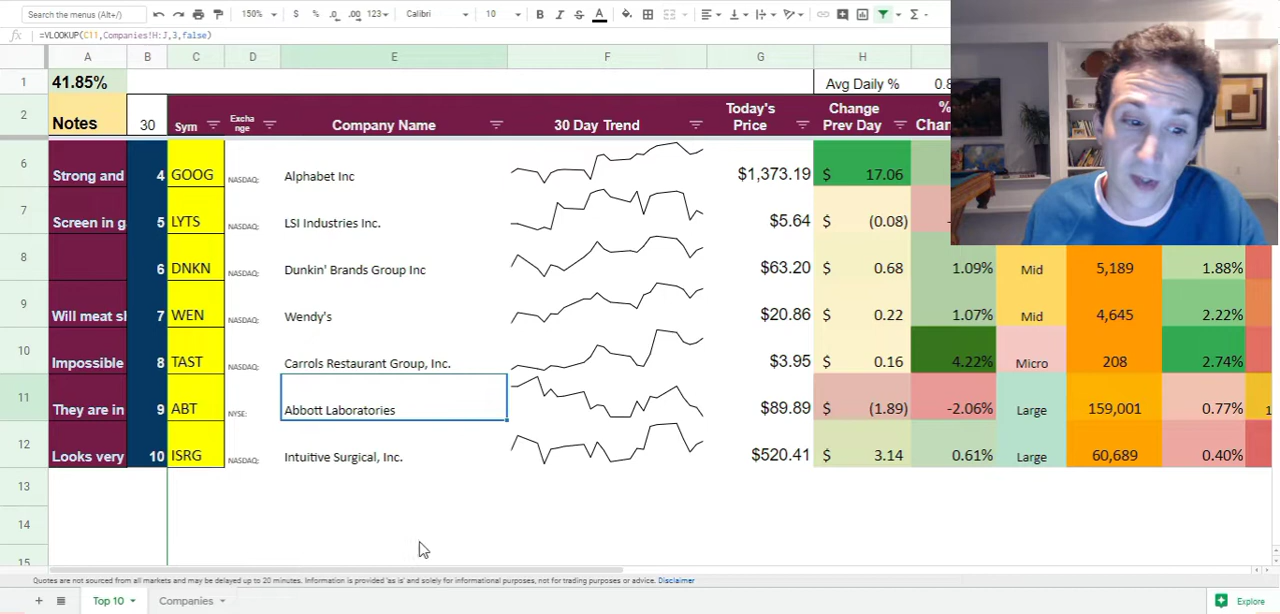 Search the menus (Alt+/) 150% $ % .0 .00 123 Calibri 10 B I S A
fx =VLOOKUP(C11,Companies!H:J,3,false)
A B C D E F G H
1 41.85% Avg Daily %
2 Notes 30 Sym Excha nge Company Name 30 Day Trend Today's Price Change Prev Day
6 Strong and 4 GOOG NASDAQ: Alphabet Inc $1,373.19 $ 17.06
7 Screen in g 5 LYTS NASDAQ: LSI Industries Inc. $5.64 $ (0.08)
8 6 DNKN NASDAQ: Dunkin' Brands Group Inc $63.20 $ 0.68 1.09% Mid 5,189 1.88%
9 Will meat sl 7 WEN NASDAQ: Wendy's $20.86 $ 0.22 1.07% Mid 4,645 2.22%
10 Impossible 8 TAST NASDAQ: Carrols Restaurant Group, Inc. $3.95 $ 0.16 4.22% Micro 208 2.74%
11 They are in 9 ABT NYSE: Abbott Laboratories $89.89 $ (1.89) -2.06% Large 159,001 0.77% 1
12 Looks very 10 ISRG NASDAQ: Intuitive Surgical, Inc. $520.41 $ 3.14 0.61% Large 60,689 0.40%
13
14
15
Quotes are not sourced from all markets and may be delayed up to 20 minutes. Information is provided 'as is' and solely for informational purposes, not for trading purposes or advice. Disclaimer
+ Top 10 Companies Explore